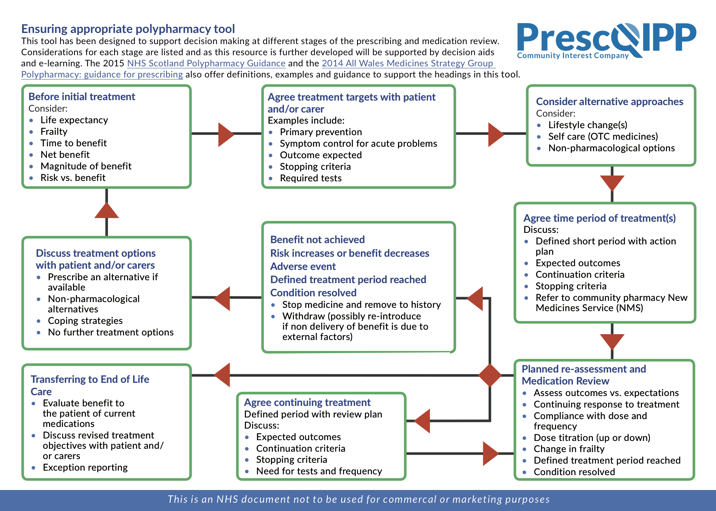 Ensuring appropriate polypharmacy tool
This tool has been designed to support decision making at different stages of the prescribing and medication review.
Considerations for each stage are listed and as this resource is further developed will be supported by decision aids
and e-learning. The 2015 NHS Scotland Polypharmacy Guidance and the 2014 All Wales Medicines Strategy Group
Polypharmacy: guidance for prescribing also offer definitions, examples and guidance to support the headings in this tool.
PrescQIPP
Community Interest Company
Before initial treatment
Consider:
• Life expectancy
• Frailty
• Time to benefit
• Net benefit
• Magnitude of benefit
• Risk vs. benefit
Agree treatment targets with patient
and/or carer
Examples include:
• Primary prevention
• Symptom control for acute problems
• Outcome expected
• Stopping criteria
• Required tests
Consider alternative approaches
Consider:
• Lifestyle change(s)
• Self care (OTC medicines)
• Non-pharmacological options
Agree time period of treatment(s)
Discuss:
• Defined short period with action
plan
• Expected outcomes
• Continuation criteria
• Stopping criteria
• Refer to community pharmacy New
Medicines Service (NMS)
Benefit not achieved
Risk increases or benefit decreases
Adverse event
Defined treatment period reached
Condition resolved
• Stop medicine and remove to history
• Withdraw (possibly re-introduce
if non delivery of benefit is due to
external factors)
Discuss treatment options
with patient and/or carers
• Prescribe an alternative if
available
• Non-pharmacological
alternatives
• Coping strategies
• No further treatment options
Planned re-assessment and
Medication Review
• Assess outcomes vs. expectations
• Continuing response to treatment
• Compliance with dose and
frequency
• Dose titration (up or down)
• Change in frailty
• Defined treatment period reached
• Condition resolved
Transferring to End of Life
Care
• Evaluate benefit to
the patient of current
medications
• Discuss revised treatment
objectives with patient and/
or carers
• Exception reporting
Agree continuing treatment
Defined period with review plan
Discuss:
• Expected outcomes
• Continuation criteria
• Stopping criteria
• Need for tests and frequency
This is an NHS document not to be used for commercal or marketing purposes